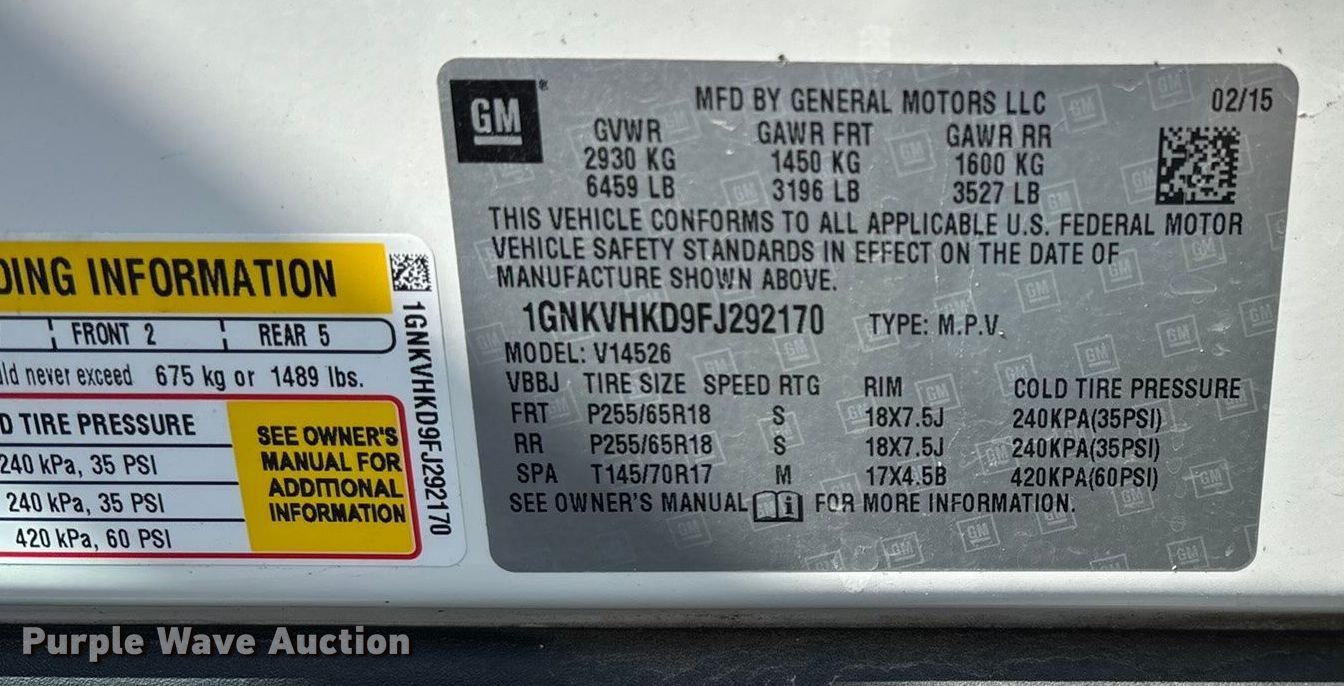 GM
MFD BY GENERAL MOTORS LLC 02/15
GVWR GAWR FRT GAWR RR
2930 KG 1450 KG 1600 KG
6459 LB 3196 LB 3527 LB
THIS VEHICLE CONFORMS TO ALL APPLICABLE U.S. FEDERAL MOTOR
VEHICLE SAFETY STANDARDS IN EFFECT ON THE DATE OF
MANUFACTURE SHOWN ABOVE.
1GNKVHKD9FJ292170 TYPE: M.P.V.
MODEL: V14526
VBBJ TIRE SIZE SPEED RTG RIM COLD TIRE PRESSURE
FRT P255/65R18 S 18X7.5J 240KPA(35PSI)
RR P255/65R18 S 18X7.5J 240KPA(35PSI)
SPA T145/70R17 M 17X4.5B 420KPA(60PSI)
SEE OWNER'S MANUAL i FOR MORE INFORMATION.
DING INFORMATION
FRONT 2 REAR 5
uld never exceed 675 kg or 1489 lbs.
D TIRE PRESSURE
240 kPa, 35 PSI
240 kPa, 35 PSI
420 kPa, 60 PSI
SEE OWNER'S
MANUAL FOR
ADDITIONAL
INFORMATION
1GNKVHKD9FJ292170
Purple Wave Auction